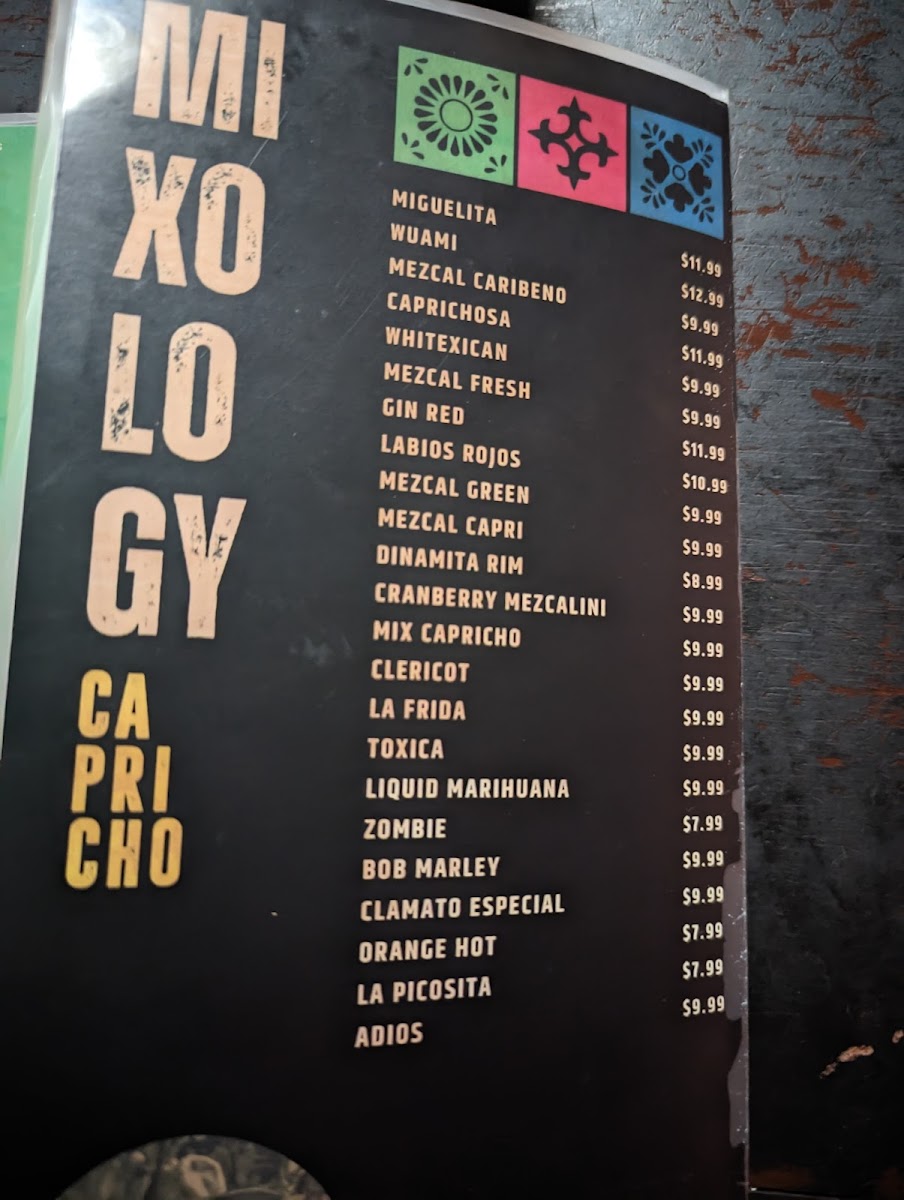 MI
XO
LO
GY
CA
PRI
CHO
MIGUELITA $11.99
WUAMI $12.99
MEZCAL CARIBENO $9.99
CAPRICHOSA $11.99
WHITEXICAN $9.99
MEZCAL FRESH $9.99
GIN RED $11.99
LABIOS ROJOS $10.99
MEZCAL GREEN $9.99
MEZCAL CAPRI $9.99
DINAMITA RIM $8.99
CRANBERRY MEZCALINI $9.99
MIX CAPRICHO $9.99
CLERICOT $9.99
LA FRIDA $9.99
TOXICA $9.99
LIQUID MARIHUANA $9.99
ZOMBIE $7.99
BOB MARLEY $9.99
CLAMATO ESPECIAL $9.99
ORANGE HOT $7.99
LA PICOSITA $7.99
ADIOS $9.99